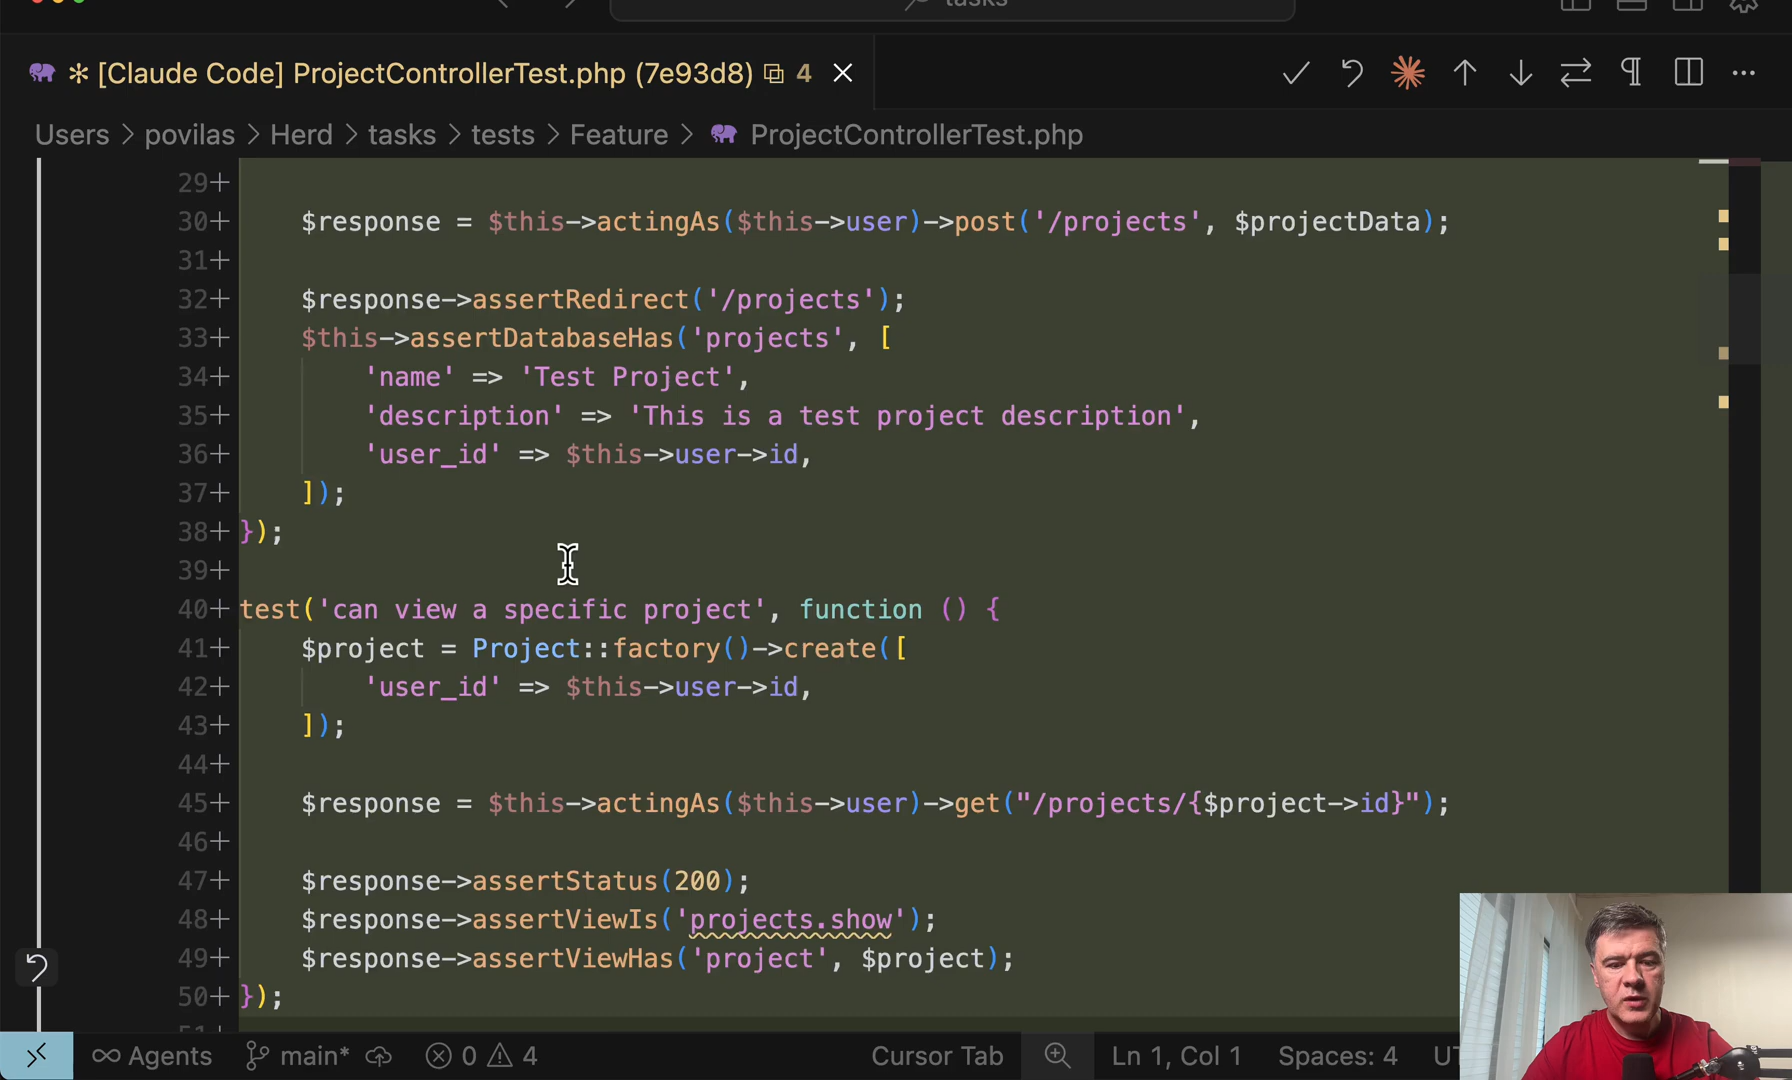 tasks
[Claude Code] ProjectControllerTest.php (7e93d8) 4
Users > povilas > Herd > tasks > tests > Feature > ProjectControllerTest.php
29+
30+ $response = $this->actingAs($this->user)->post('/projects', $projectData);
31+
32+ $response->assertRedirect('/projects');
33+ $this->assertDatabaseHas('projects', [
34+ 'name' => 'Test Project',
35+ 'description' => 'This is a test project description',
36+ 'user_id' => $this->user->id,
37+ ]);
38+ });
39+
40+ test('can view a specific project', function () {
41+ $project = Project::factory()->create([
42+ 'user_id' => $this->user->id,
43+ ]);
44+
45+ $response = $this->actingAs($this->user)->get("/projects/{$project->id}");
46+
47+ $response->assertStatus(200);
48+ $response->assertViewIs('projects.show');
49+ $response->assertViewHas('project', $project);
50+ });
Agents main* 0 4 Cursor Tab Ln 1, Col 1 Spaces: 4